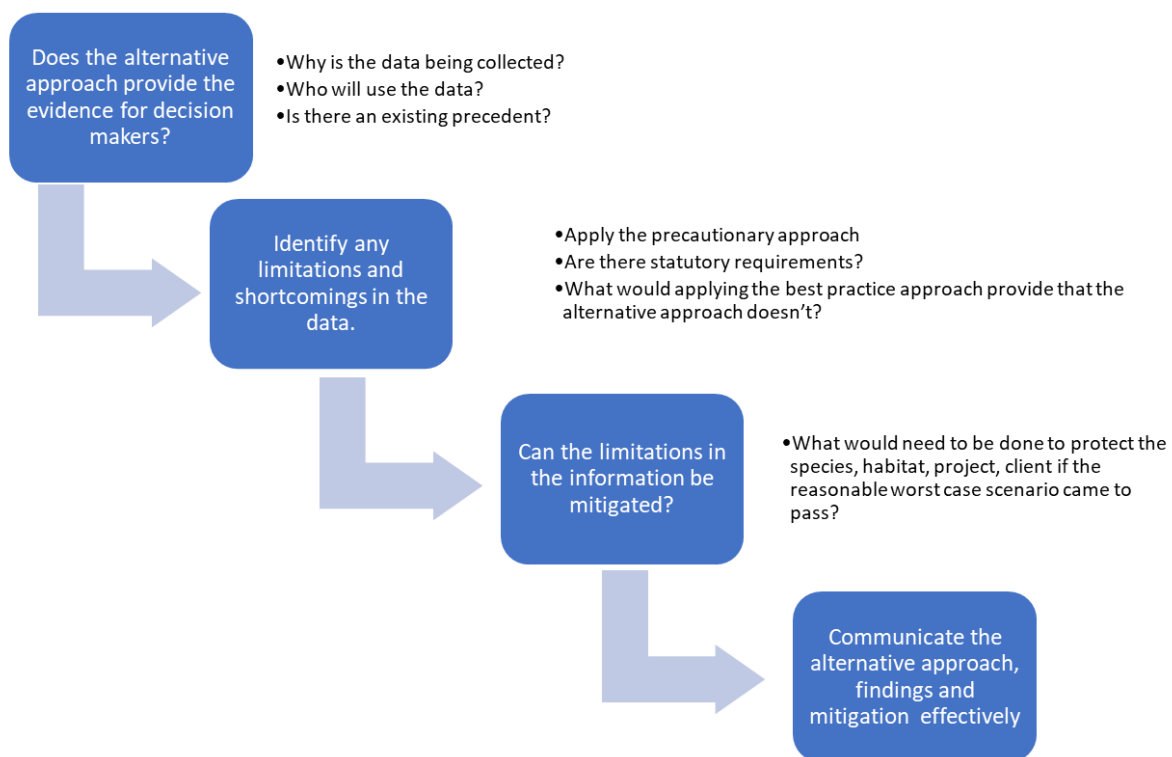 Does the alternative
approach provide the
evidence for decision
makers?
•Why is the data being collected?
•Who will use the data?
•Is there an existing precedent?
Identify any
limitations and
shortcomings in the
data.
•Apply the precautionary approach
•Are there statutory requirements?
•What would applying the best practice approach provide that the
alternative approach doesn’t?
Can the limitations in
the information be
mitigated?
•What would need to be done to protect the
species, habitat, project, client if the
reasonable worst case scenario came to
pass?
Communicate the
alternative approach,
findings and
mitigation effectively